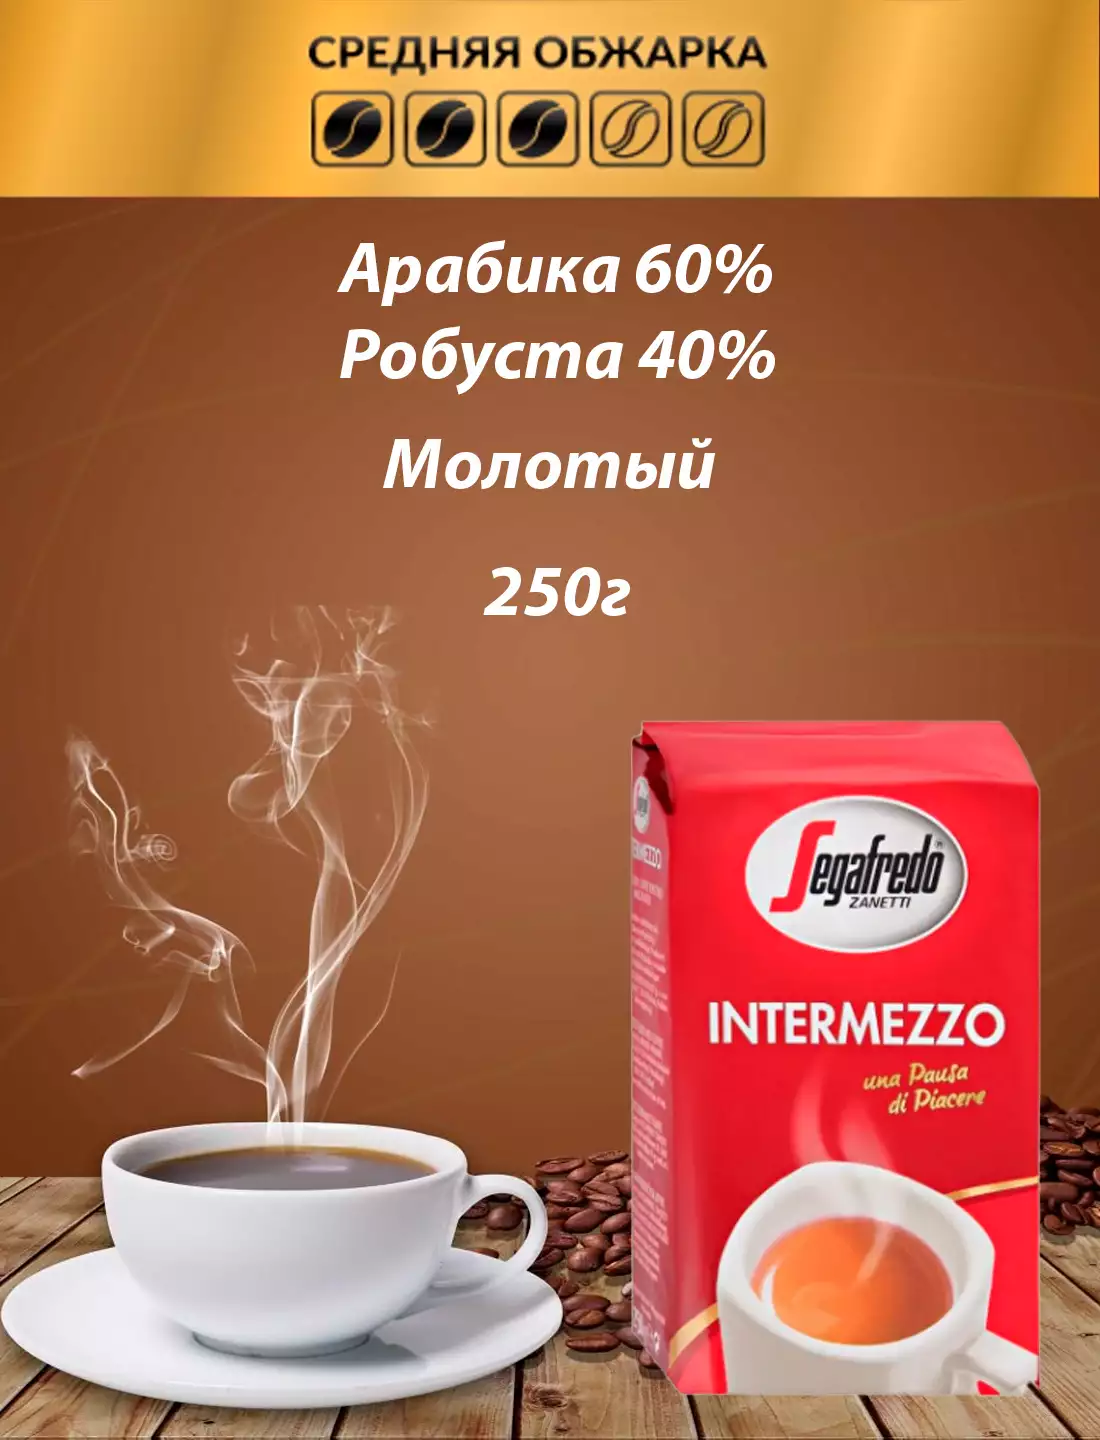 СРЕДНЯЯ ОБЖАРКА
Арабика 60%
Робуста 40%
Молотый
250г
Segafredo®
ZANETTI
INTERMEZZO
una Pausa
di Piacere